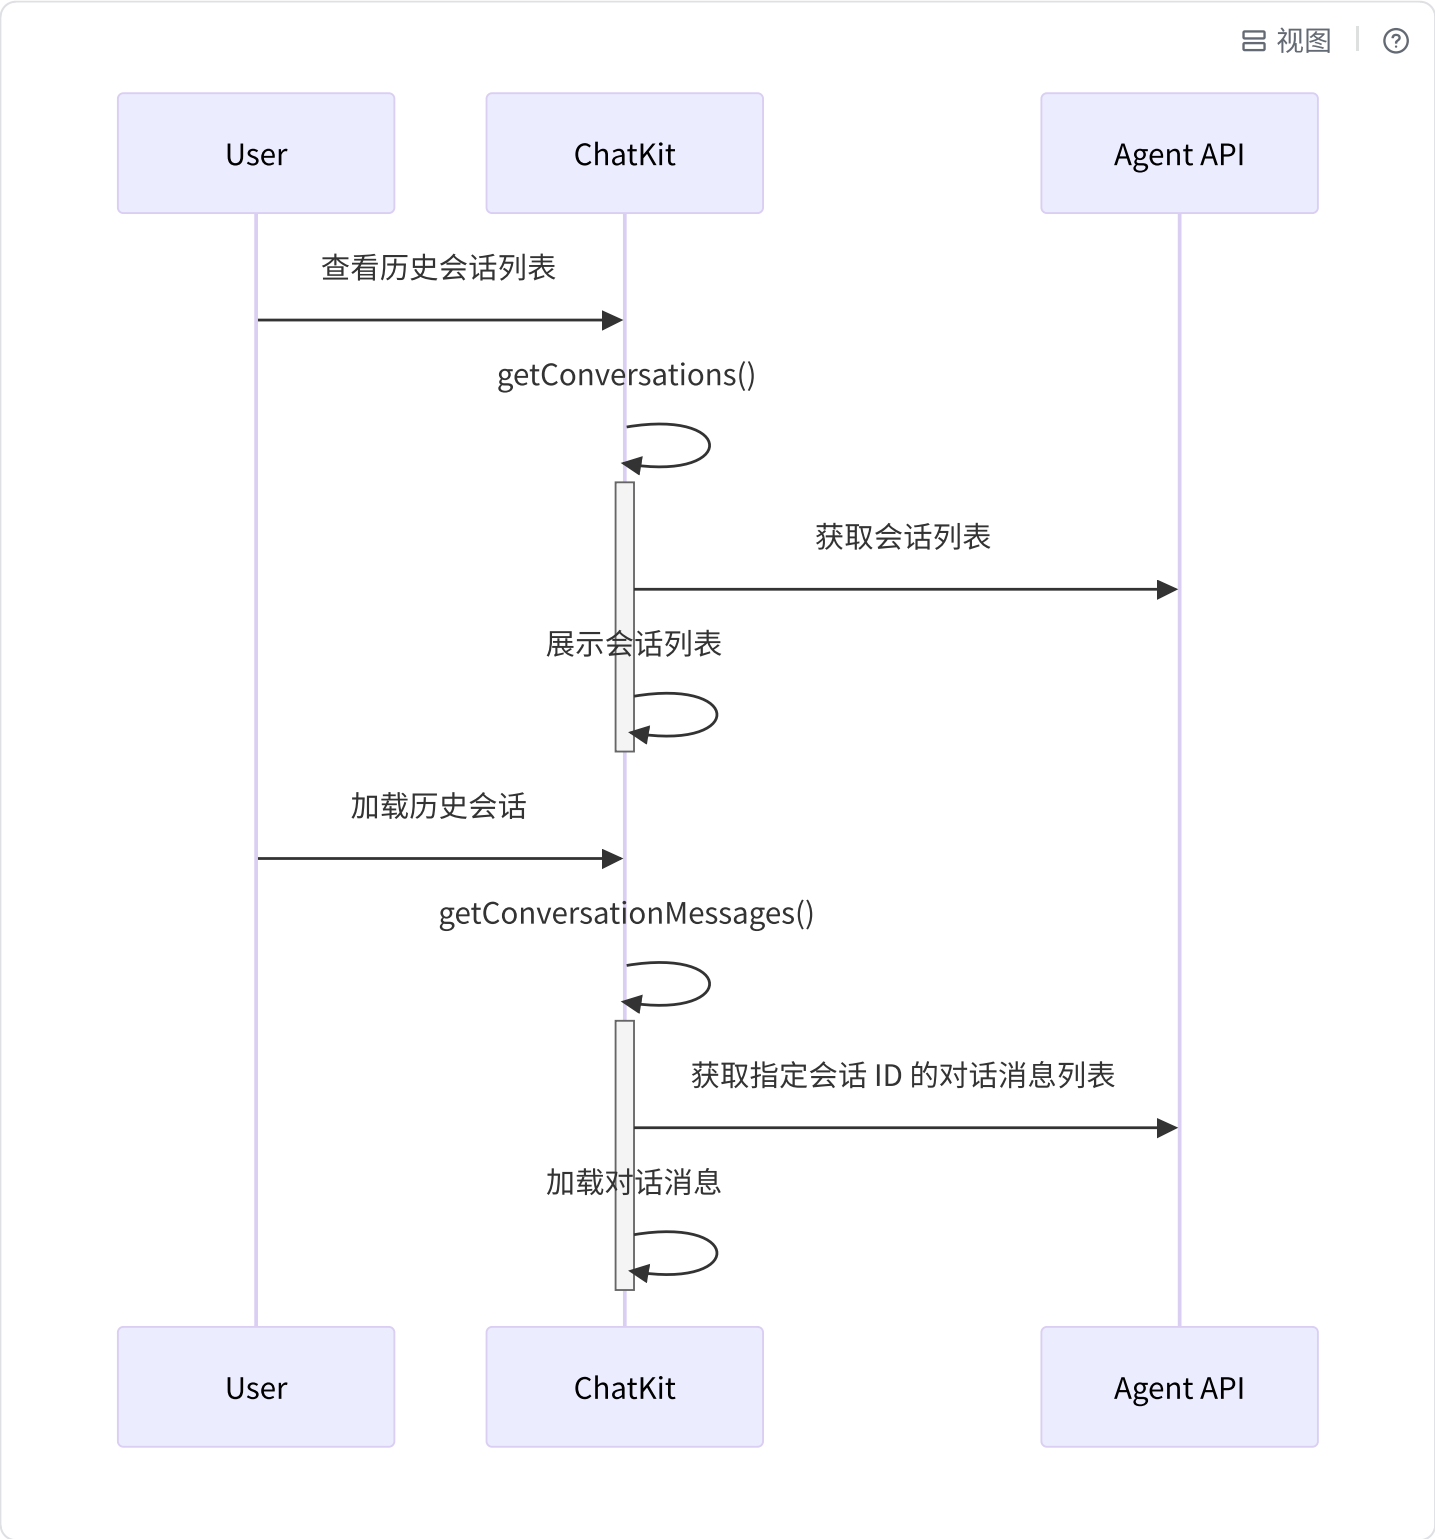 视图
User
ChatKit
Agent API
查看历史会话列表
getConversations()
获取会话列表
展示会话列表
加载历史会话
getConversationMessages()
获取指定会话 ID 的对话消息列表
加载对话消息
User
ChatKit
Agent API